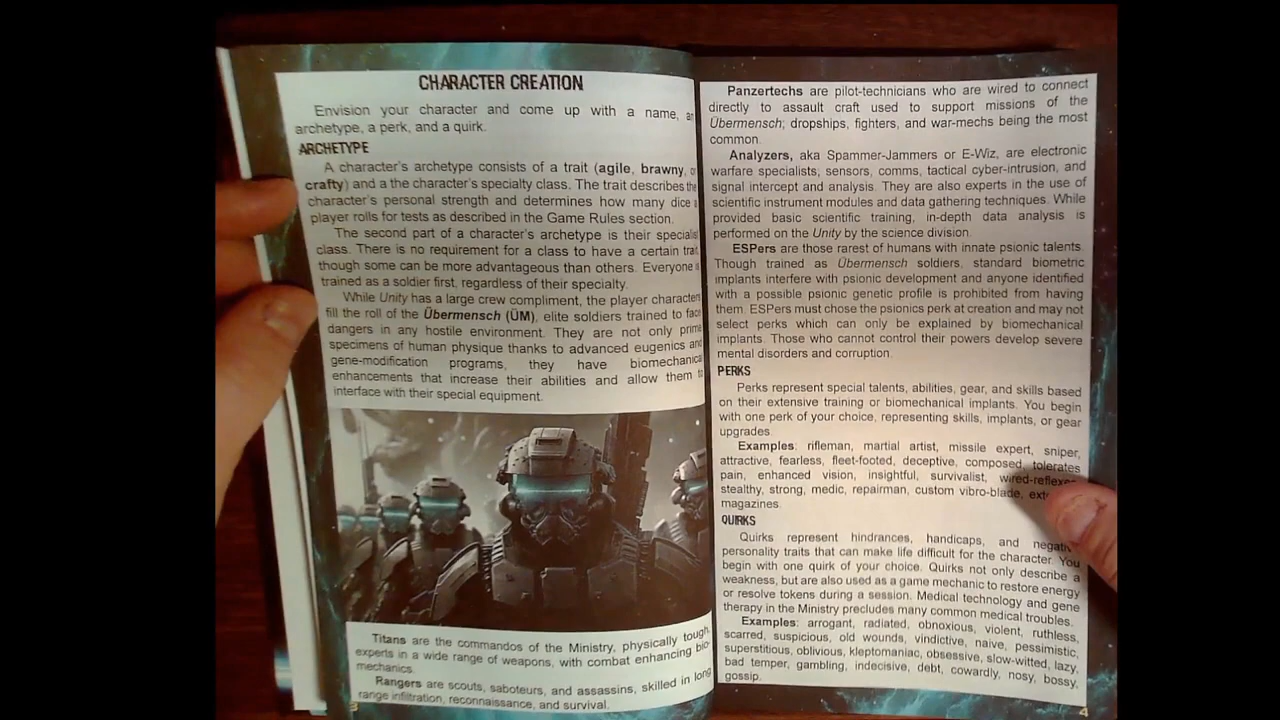 CHARACTER CREATION
Envision your character and come up with a name, an
archetype, a perk, and a quirk.
ARCHETYPE
A character's archetype consists of a trait (agile, brawny, or
crafty) and a the character's specialty class. The trait describes the
character's personal strength and determines how many dice a
player rolls for tests as described in the Game Rules section.
The second part of a character's archetype is their specialist
class. There is no requirement for a class to have a certain trait,
though some can be more advantageous than others. Everyone is
trained as a soldier first, regardless of their specialty.
While Unity has a large crew compliment, the player characters
fill the roll of the Übermensch (ÜM), elite soldiers trained to face
dangers in any hostile environment. They are not only prime
specimens of human physique thanks to advanced eugenics and
gene-modification programs, they have biomechanical
enhancements that increase their abilities and allow them to
interface with their special equipment.
Titans are the commandos of the Ministry, physically tough,
experts in a wide range of weapons, with combat enhancing bio-
mechanics.
Rangers are scouts, saboteurs, and assassins, skilled in long
range infiltration, reconnaissance, and survival.
3
Panzertechs are pilot-technicians who are wired to connect
directly to assault craft used to support missions of the
Übermensch; dropships, fighters, and war-mechs being the most
common.
Analyzers, aka Spammer-Jammers or E-Wiz, are electronic
warfare specialists; sensors, comms, tactical cyber-intrusion, and
signal intercept and analysis. They are also experts in the use of
scientific instrument modules and data gathering techniques. While
provided basic scientific training, in-depth data analysis is
performed on the Unity by the science division.
ESPers are those rarest of humans with innate psionic talents.
Though trained as Übermensch soldiers, standard biometric
implants interfere with psionic development and anyone identified
with a possible psionic genetic profile is prohibited from having
them. ESPers must chose the psionics perk at creation and may not
select perks which can only be explained by biomechanical
implants. Those who cannot control their powers develop severe
mental disorders and corruption.
PERKS
Perks represent special talents, abilities, gear, and skills based
on their extensive training or biomechanical implants. You begin
with one perk of your choice, representing skills, implants, or gear
upgrades.
Examples: rifleman, martial artist, missile expert, sniper,
attractive, fearless, fleet-footed, deceptive, composed, tolerates
pain, enhanced vision, insightful, survivalist, wired-reflexes,
stealthy, strong, medic, repairman, custom vibro-blade,
magazines.
QUIRKS
Quirks represent hindrances, handicaps, and negative
personality traits that can make life difficult for the character. You
begin with one quirk of your choice. Quirks not only describe a
weakness, but are also used as a game mechanic to restore energy
or resolve tokens during a session. Medical technology and gene
therapy in the Ministry precludes many common medical troubles.
Examples: arrogant, radiated, obnoxious, violent, ruthless,
scarred, suspicious, old wounds, vindictive, naive, pessimistic,
superstitious, oblivious, kleptomaniac, obsessive, slow-witted, lazy,
bad temper, gambling, indecisive, debt, cowardly, nosy, bossy,
gossip.
4